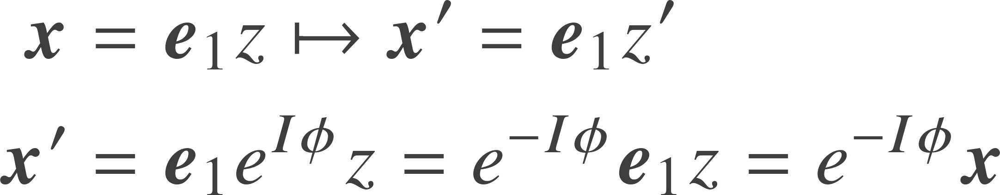 𝒙 = 𝒆₁z ↦ 𝒙′ = 𝒆₁z′
𝒙′ = 𝒆₁e^{Iϕ}z = e^{−Iϕ}𝒆₁z = e^{−Iϕ}𝒙